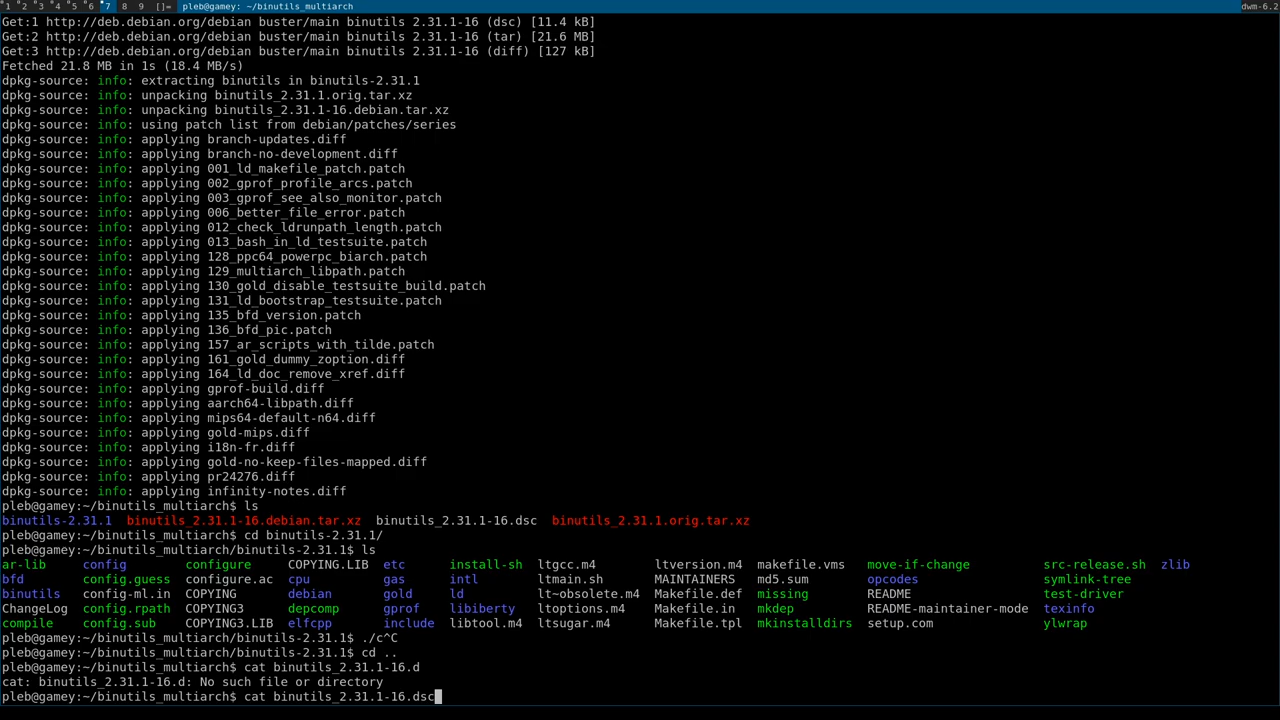 1 2 3 4 5 6 7 8 9 []= pleb@gamey: ~/binutils_multiarch dwm-6.2
Get:1 http://deb.debian.org/debian buster/main binutils 2.31.1-16 (dsc) [11.4 kB]
Get:2 http://deb.debian.org/debian buster/main binutils 2.31.1-16 (tar) [21.6 MB]
Get:3 http://deb.debian.org/debian buster/main binutils 2.31.1-16 (diff) [127 kB]
Fetched 21.8 MB in 1s (18.4 MB/s)
dpkg-source: info: extracting binutils in binutils-2.31.1
dpkg-source: info: unpacking binutils_2.31.1.orig.tar.xz
dpkg-source: info: unpacking binutils_2.31.1-16.debian.tar.xz
dpkg-source: info: using patch list from debian/patches/series
dpkg-source: info: applying branch-updates.diff
dpkg-source: info: applying branch-no-development.diff
dpkg-source: info: applying 001_ld_makefile_patch.patch
dpkg-source: info: applying 002_gprof_profile_arcs.patch
dpkg-source: info: applying 003_gprof_see_also_monitor.patch
dpkg-source: info: applying 006_better_file_error.patch
dpkg-source: info: applying 012_check_ldrunpath_length.patch
dpkg-source: info: applying 013_bash_in_ld_testsuite.patch
dpkg-source: info: applying 128_ppc64_powerpc_biarch.patch
dpkg-source: info: applying 129_multiarch_libpath.patch
dpkg-source: info: applying 130_gold_disable_testsuite_build.patch
dpkg-source: info: applying 131_ld_bootstrap_testsuite.patch
dpkg-source: info: applying 135_bfd_version.patch
dpkg-source: info: applying 136_bfd_pic.patch
dpkg-source: info: applying 157_ar_scripts_with_tilde.patch
dpkg-source: info: applying 161_gold_dummy_zoption.diff
dpkg-source: info: applying 164_ld_doc_remove_xref.diff
dpkg-source: info: applying gprof-build.diff
dpkg-source: info: applying aarch64-libpath.diff
dpkg-source: info: applying mips64-default-n64.diff
dpkg-source: info: applying gold-mips.diff
dpkg-source: info: applying i18n-fr.diff
dpkg-source: info: applying gold-no-keep-files-mapped.diff
dpkg-source: info: applying pr24276.diff
dpkg-source: info: applying infinity-notes.diff
pleb@gamey:~/binutils_multiarch$ ls
binutils-2.31.1 binutils_2.31.1-16.debian.tar.xz binutils_2.31.1-16.dsc binutils_2.31.1.orig.tar.xz
pleb@gamey:~/binutils_multiarch$ cd binutils-2.31.1/
pleb@gamey:~/binutils_multiarch/binutils-2.31.1$ ls
ar-lib config configure COPYING.LIB etc install-sh ltgcc.m4 ltversion.m4 makefile.vms move-if-change src-release.sh zlib
bfd config.guess configure.ac cpu gas intl ltmain.sh MAINTAINERS md5.sum opcodes symlink-tree
binutils config-ml.in COPYING debian gold ld lt~obsolete.m4 Makefile.def missing README test-driver
ChangeLog config.rpath COPYING3 depcomp gprof libiberty ltoptions.m4 Makefile.in mkdep README-maintainer-mode texinfo
compile config.sub COPYING3.LIB elfcpp include libtool.m4 ltsugar.m4 Makefile.tpl mkinstalldirs setup.com ylwrap
pleb@gamey:~/binutils_multiarch/binutils-2.31.1$ ./c^C
pleb@gamey:~/binutils_multiarch/binutils-2.31.1$ cd ..
pleb@gamey:~/binutils_multiarch$ cat binutils_2.31.1-16.d
cat: binutils_2.31.1-16.d: No such file or directory
pleb@gamey:~/binutils_multiarch$ cat binutils_2.31.1-16.dsc